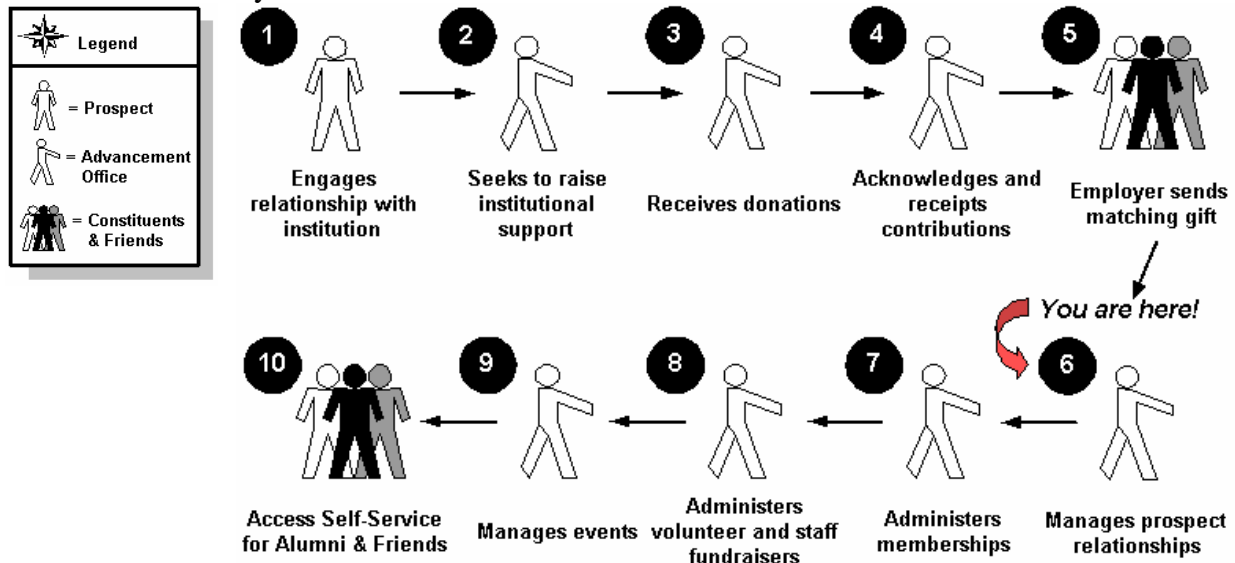 Legend
= Prospect
= Advancement
Office
= Constituents
& Friends
1
Engages
relationship with
institution
2
Seeks to raise
institutional
support
3
Receives donations
4
Acknowledges and
receipts
contributions
5
Employer sends
matching gift
You are here!
6
Manages prospect
relationships
7
Administers
memberships
8
Administers
volunteer and staff
fundraisers
9
Manages events
10
Access Self-Service
for Alumni & Friends